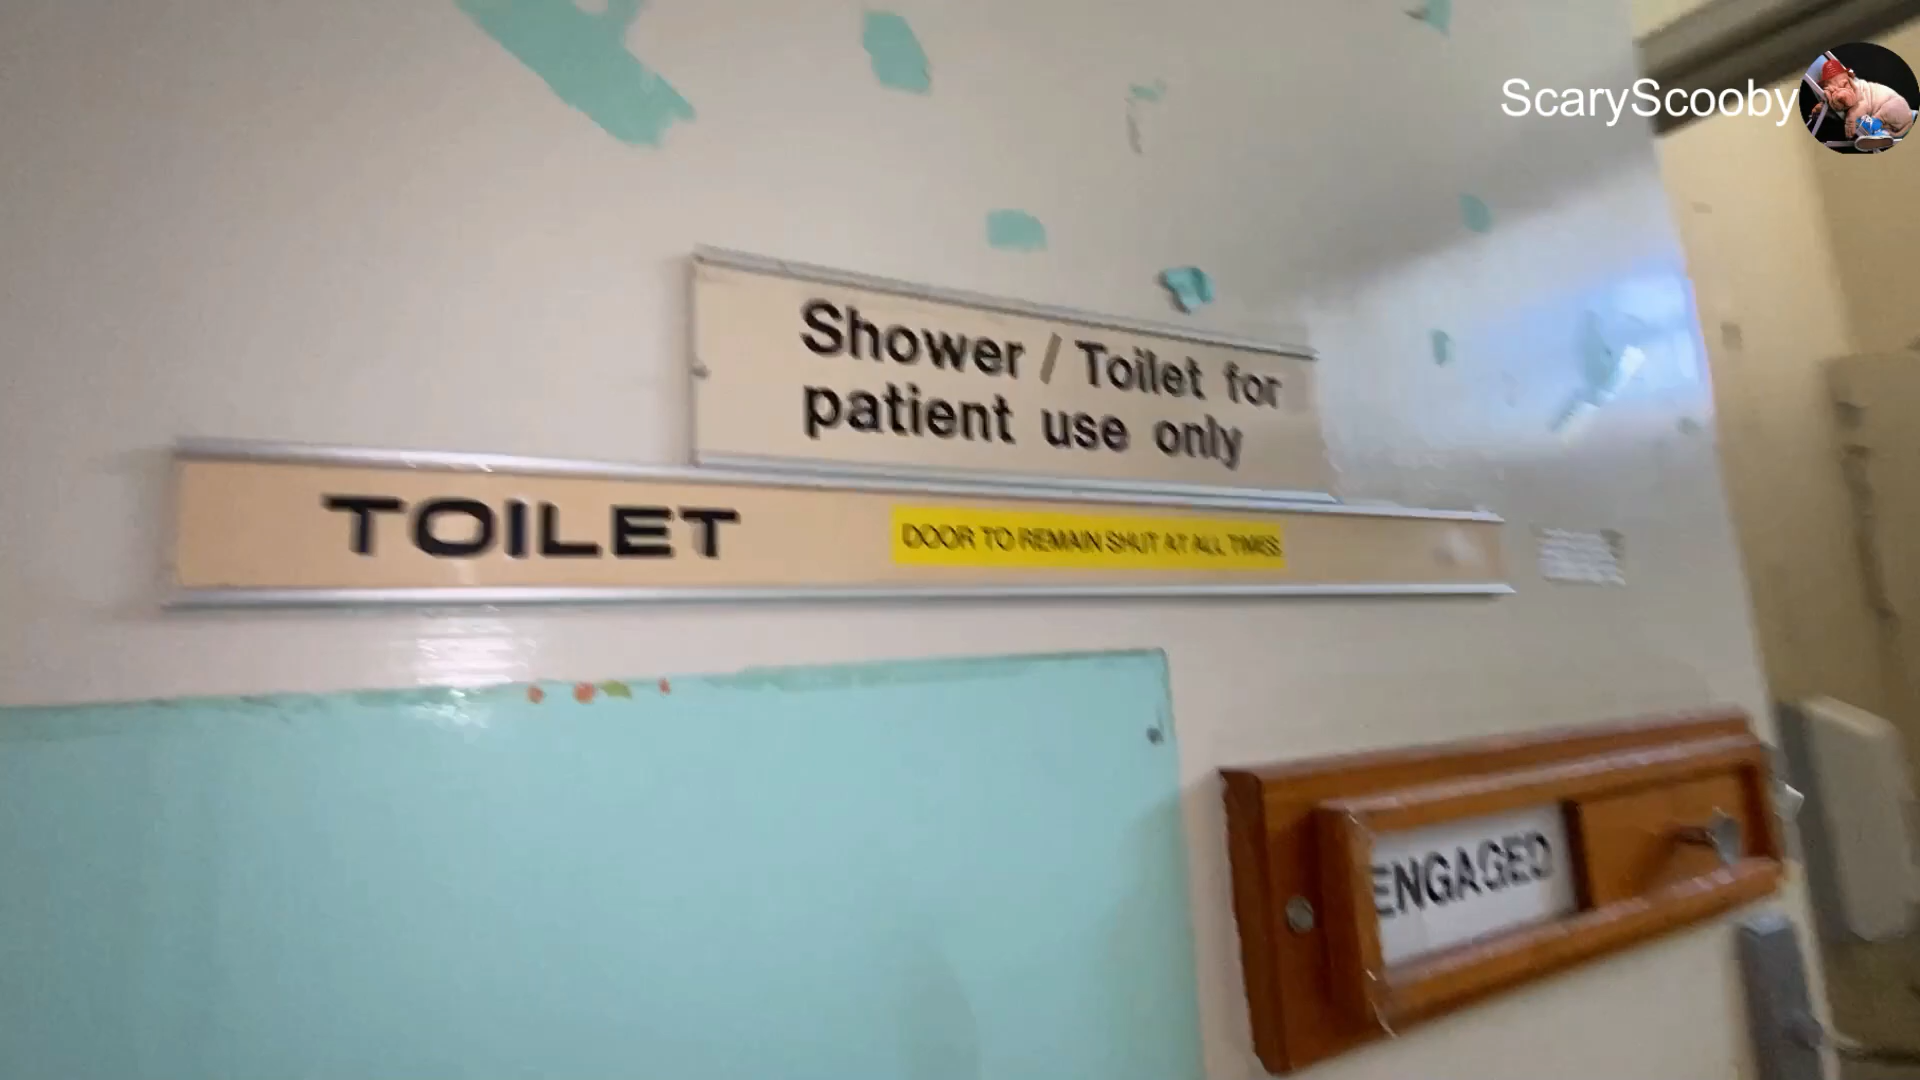 ScaryScooby
Shower / Toilet for
patient use only
TOILET
DOOR TO REMAIN SHUT AT ALL TIMES
ENGAGED